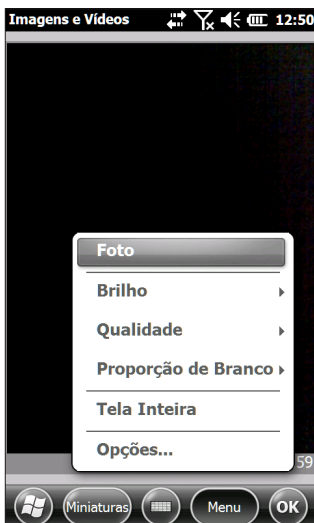 Imagens e Vídeos 12:50
Foto
Brilho
Qualidade
Proporção de Branco
Tela Inteira
Opções...
59
Miniaturas Menu OK